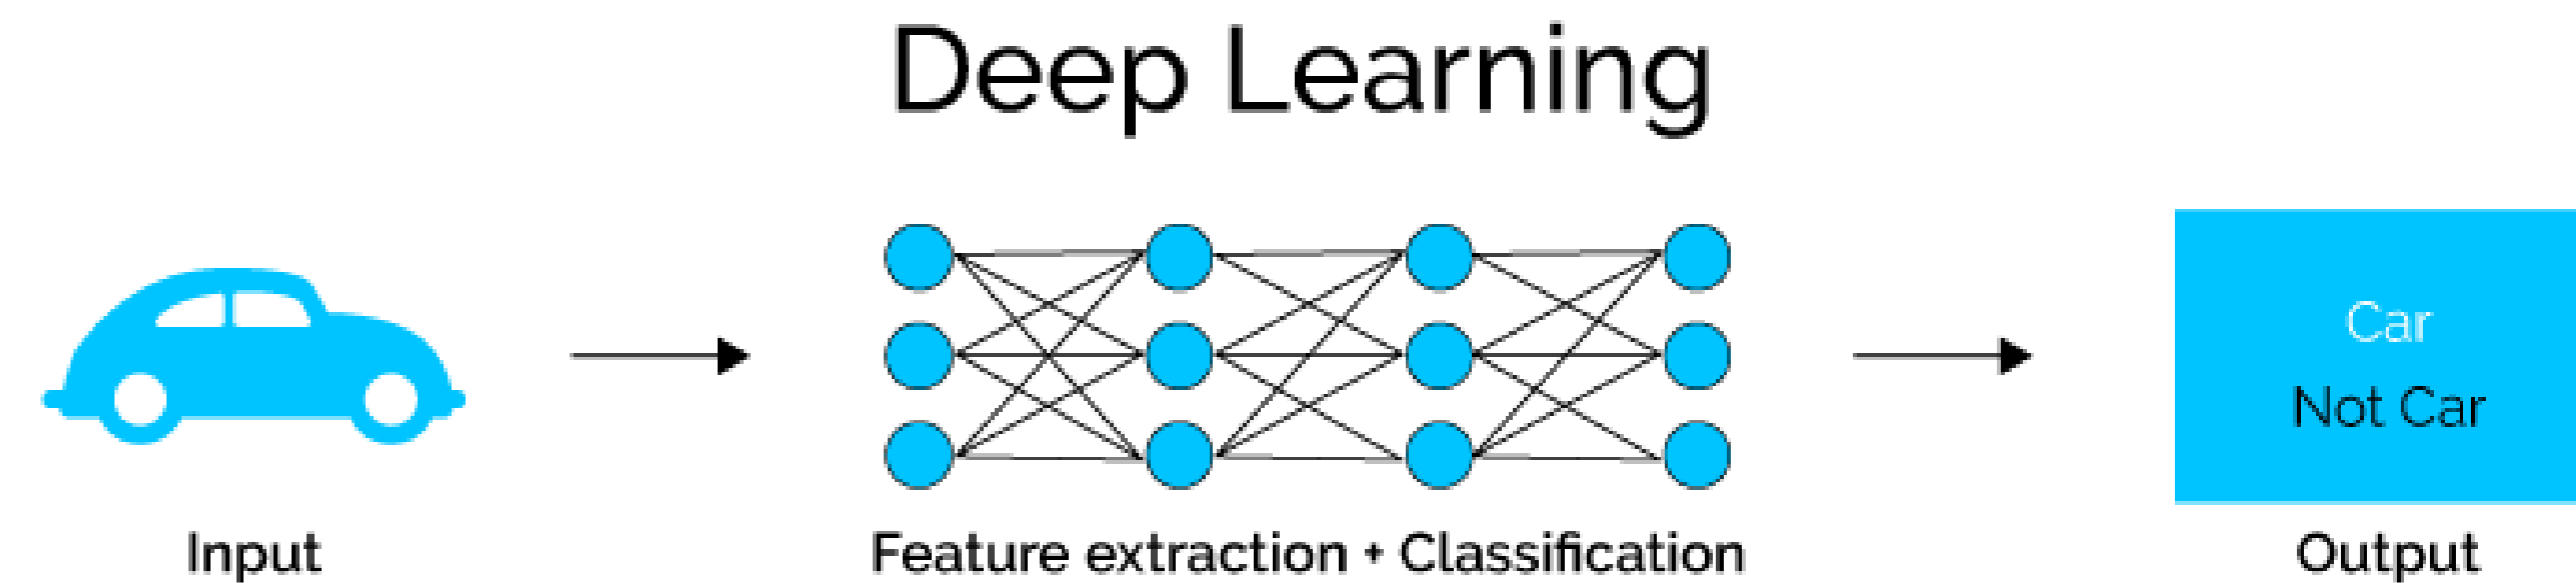 Deep Learning
Car
Not Car
Input
Feature extraction + Classification
Output